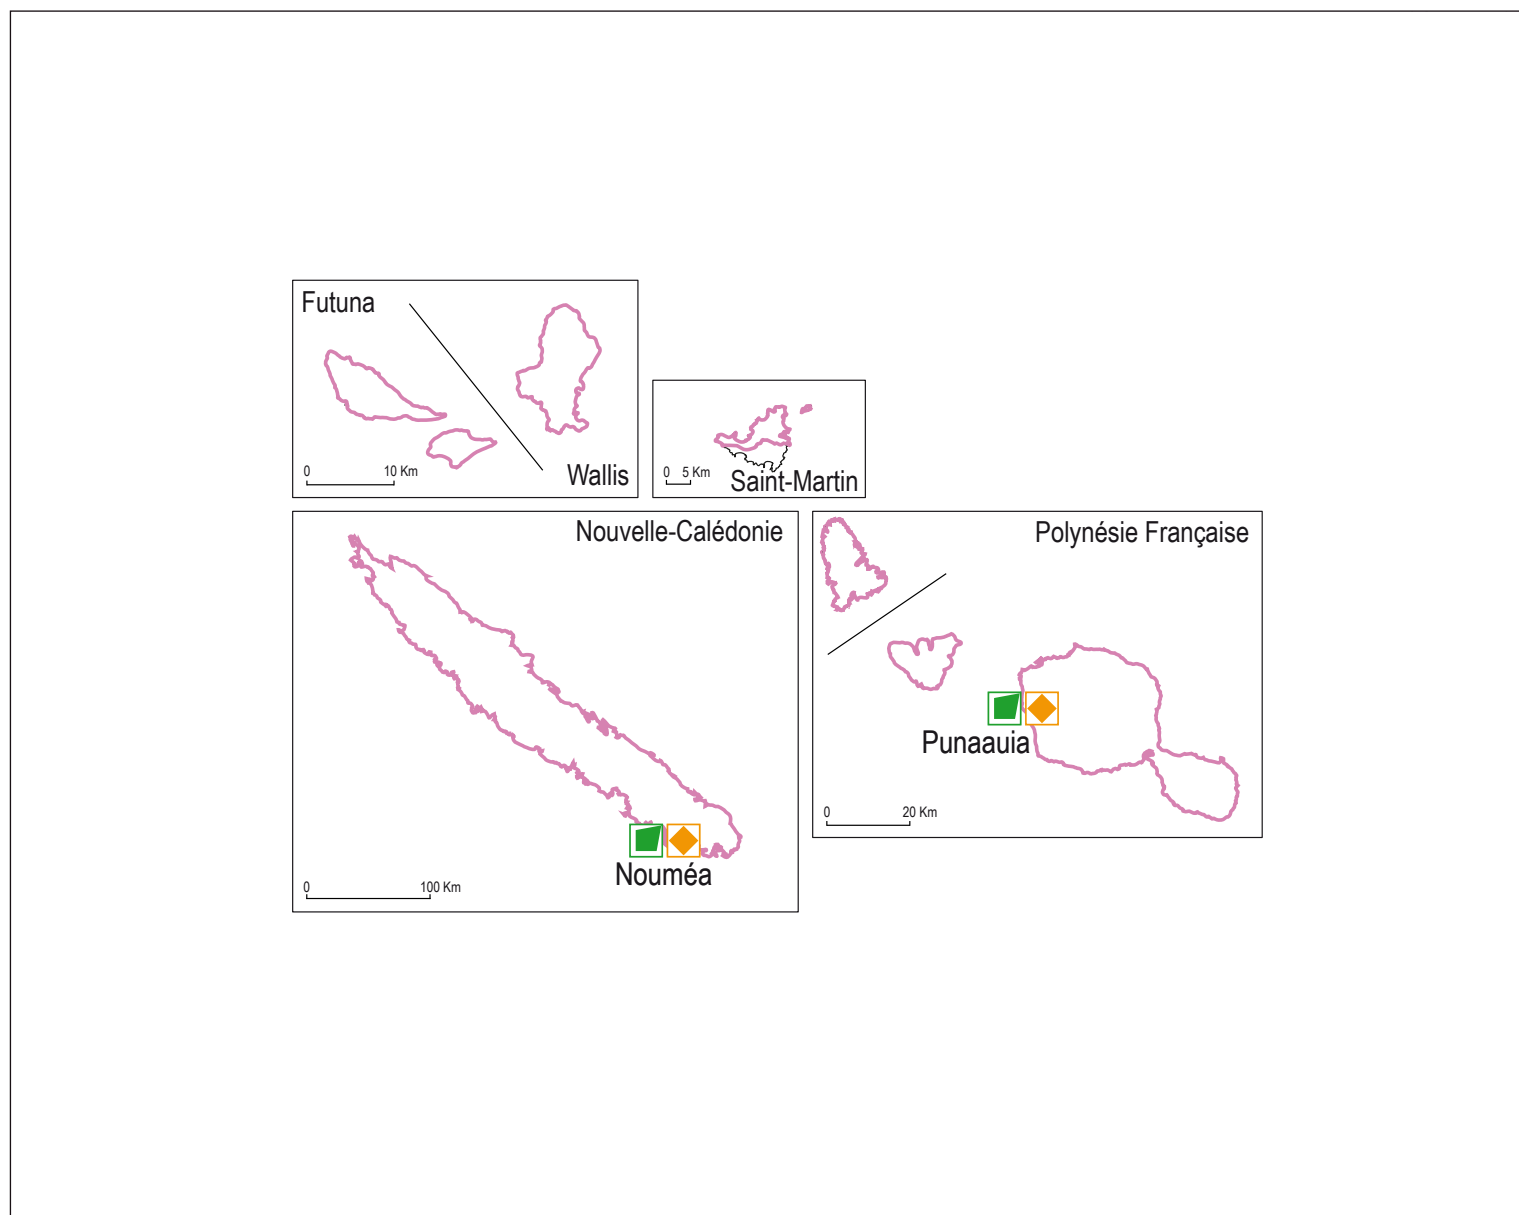 Futuna
Wallis
0 10 Km
0 5 Km
Saint-Martin
Nouvelle-Calédonie
Nouméa
0 100 Km
Polynésie Française
Punaauia
0 20 Km